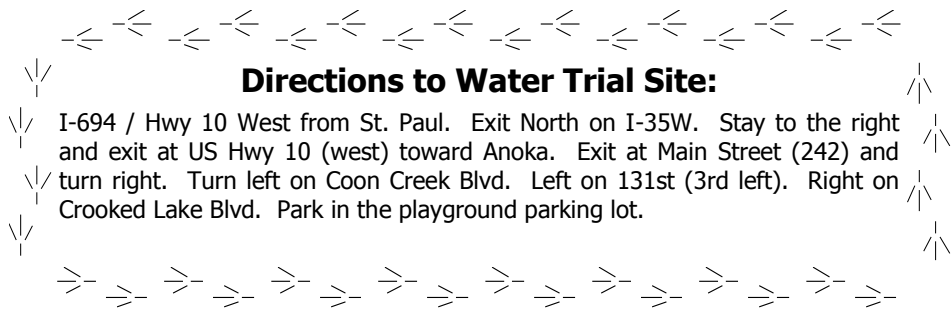 Directions to Water Trial Site:
I-694 / Hwy 10 West from St. Paul. Exit North on I-35W. Stay to the right
and exit at US Hwy 10 (west) toward Anoka. Exit at Main Street (242) and
turn right. Turn left on Coon Creek Blvd. Left on 131st (3rd left). Right on
Crooked Lake Blvd. Park in the playground parking lot.